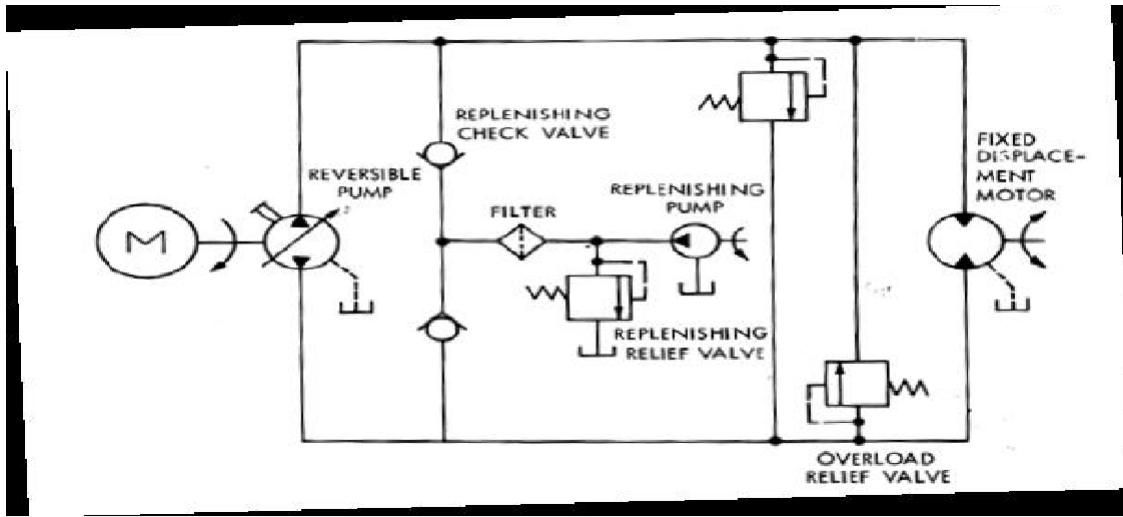 REPLENISHING
CHECK VALVE
REVERSIBLE
PUMP
FILTER
REPLENISHING
PUMP
FIXED
DISPLACE-
MENT
MOTOR
M
REPLENISHING
RELIEF VALVE
OVERLOAD
RELIEF VALVE